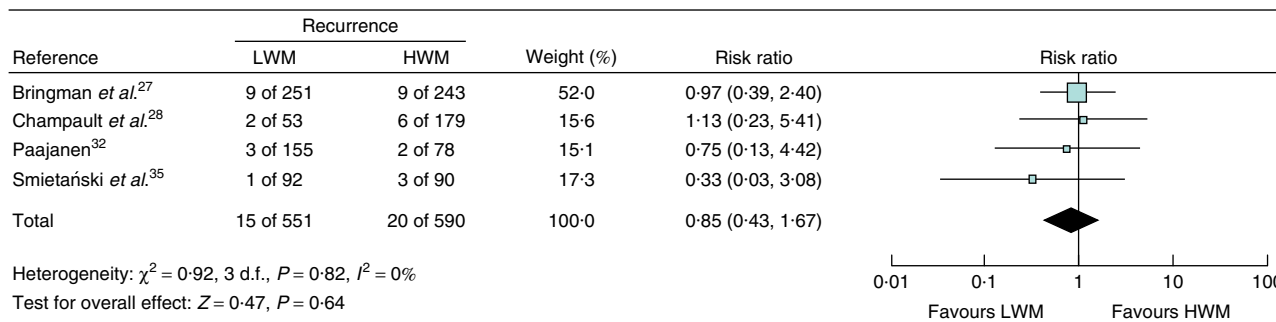 Recurrence
Reference LWM HWM Weight (%) Risk ratio Risk ratio
Bringman et al.27 9 of 251 9 of 243 52·0 0·97 (0·39, 2·40)
Champault et al.28 2 of 53 6 of 179 15·6 1·13 (0·23, 5·41)
Paajanen32 3 of 155 2 of 78 15·1 0·75 (0·13, 4·42)
Smietański et al.35 1 of 92 3 of 90 17·3 0·33 (0·03, 3·08)
Total 15 of 551 20 of 590 100·0 0·85 (0·43, 1·67)
Heterogeneity: χ2 = 0·92, 3 d.f., P = 0·82, I2 = 0%
Test for overall effect: Z = 0·47, P = 0·64
0·01 0·1 1 10 100
Favours LWM Favours HWM